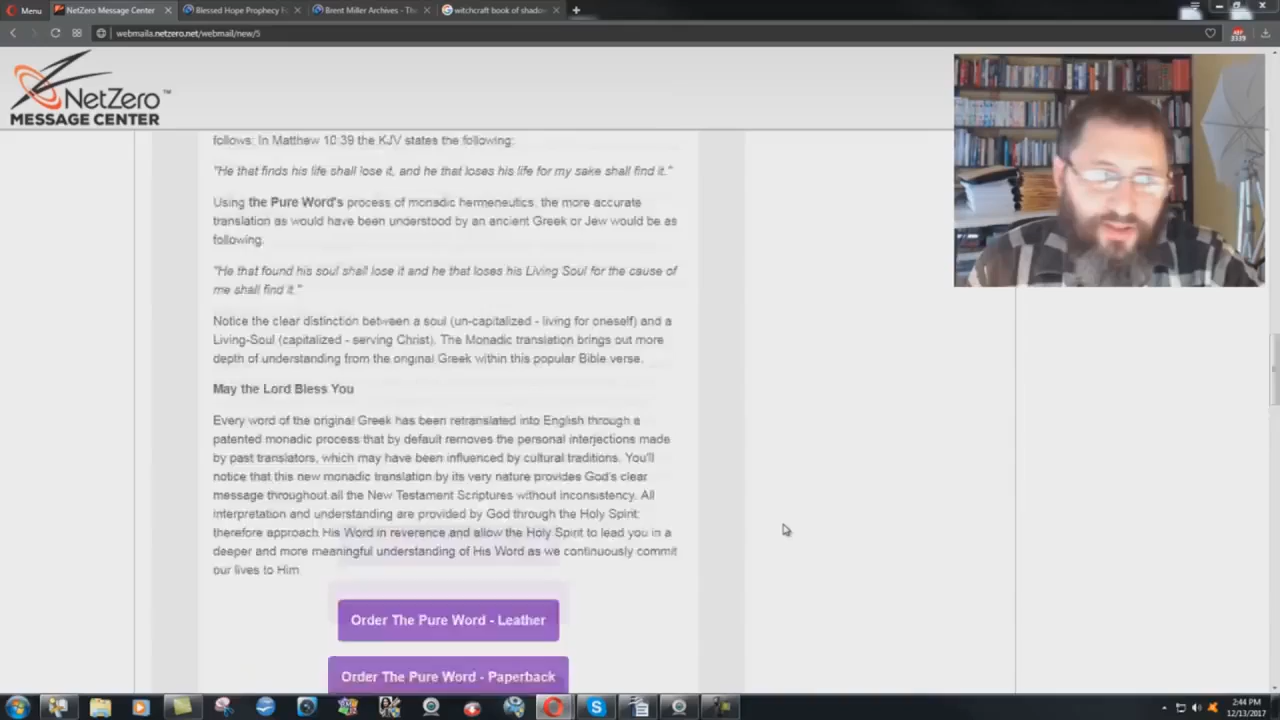 Menu
NetZero Message Center
Blessed Hope Prophecy F
Brent Miller Archives - Th
witchcraft book of shadow
webmaila.netzero.net/webmail/new/5
3339
NetZero™
MESSAGE CENTER
follows: In Matthew 10:39 the KJV states the following:
"He that finds his life shall lose it, and he that loses his life for my sake shall find it."
Using the Pure Word's process of monadic hermeneutics, the more accurate
translation as would have been understood by an ancient Greek or Jew would be as
following.
"He that found his soul shall lose it and he that loses his Living Soul for the cause of
me shall find it."
Notice the clear distinction between a soul (un-capitalized - living for oneself) and a
Living-Soul (capitalized - serving Christ). The Monadic translation brings out more
depth of understanding from the original Greek within this popular Bible verse.
May the Lord Bless You
Every word of the original Greek has been retranslated into English through a
patented monadic process that by default removes the personal interjections made
by past translators, which may have been influenced by cultural traditions. You'll
notice that this new monadic translation by its very nature provides God's clear
message throughout all the New Testament Scriptures without inconsistency. All
interpretation and understanding are provided by God through the Holy Spirit:
therefore approach His Word in reverence and allow the Holy Spirit to lead you in a
deeper and more meaningful understanding of His Word as we continuously commit
our lives to Him
Order The Pure Word - Leather
Order The Pure Word - Paperback
2:44 PM
12/13/2017